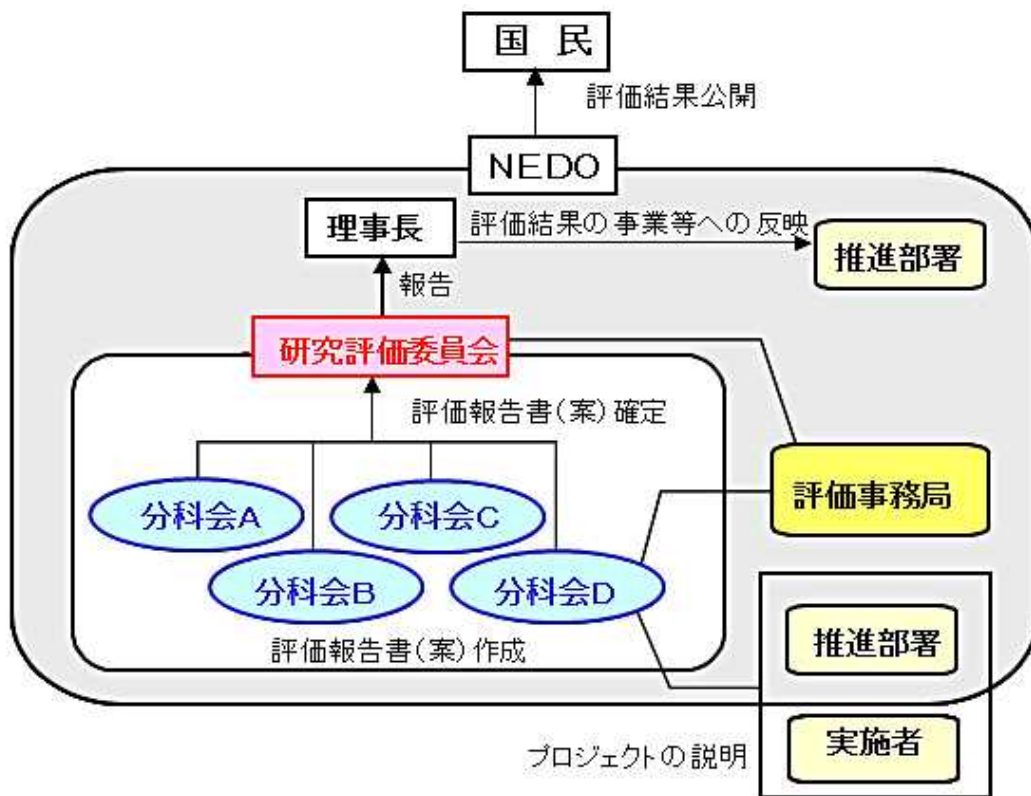 国 民
評価結果公開
NEDO
理事長
評価結果の事業等への反映
推進部署
報告
研究評価委員会
評価報告書(案)確定
分科会A
分科会C
評価事務局
分科会B
分科会D
評価報告書(案)作成
推進部署
プロジェクトの説明
実施者